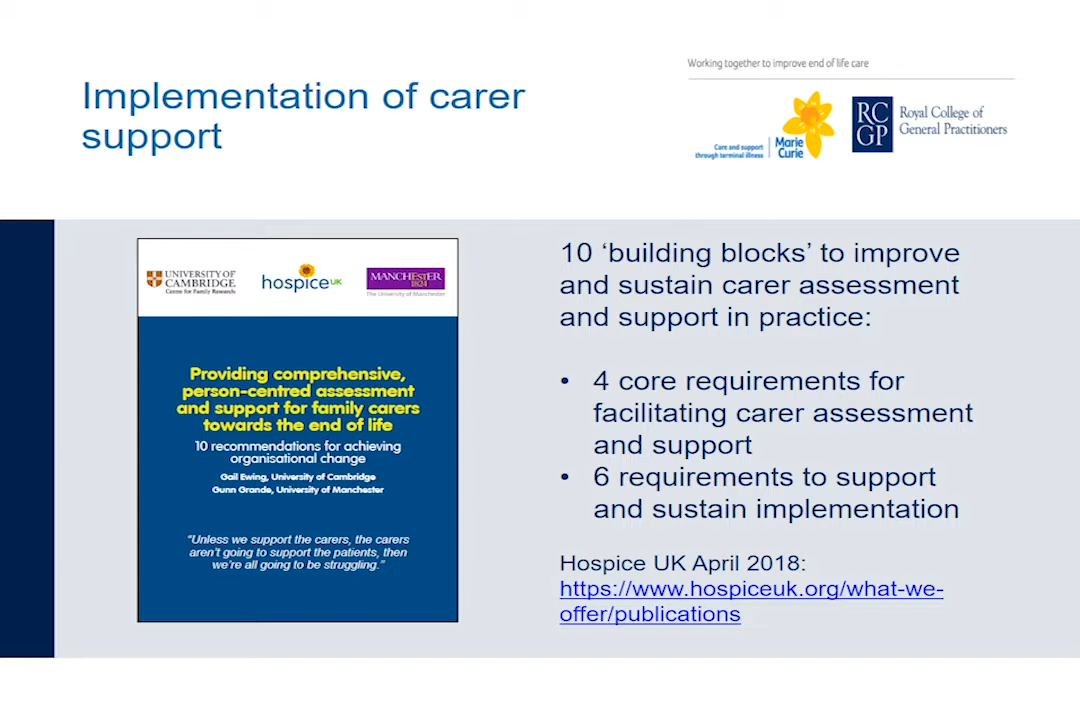 Implementation of carer
support
Working together to improve end of life care
Care and support
through terminal illness
Marie
Curie
RC
GP
Royal College of
General Practitioners
UNIVERSITY OF
CAMBRIDGE
Centre for Family Research
hospice UK
MANCHESTER
1824
The University of Manchester
Providing comprehensive,
person-centred assessment
and support for family carers
towards the end of life
10 recommendations for achieving
organisational change
Gail Ewing, University of Cambridge
Gunn Grande, University of Manchester
“Unless we support the carers, the carers
aren’t going to support the patients, then
we’re all going to be struggling.”
10 ‘building blocks’ to improve
and sustain carer assessment
and support in practice:
• 4 core requirements for
facilitating carer assessment
and support
• 6 requirements to support
and sustain implementation
Hospice UK April 2018:
https://www.hospiceuk.org/what-we-
offer/publications